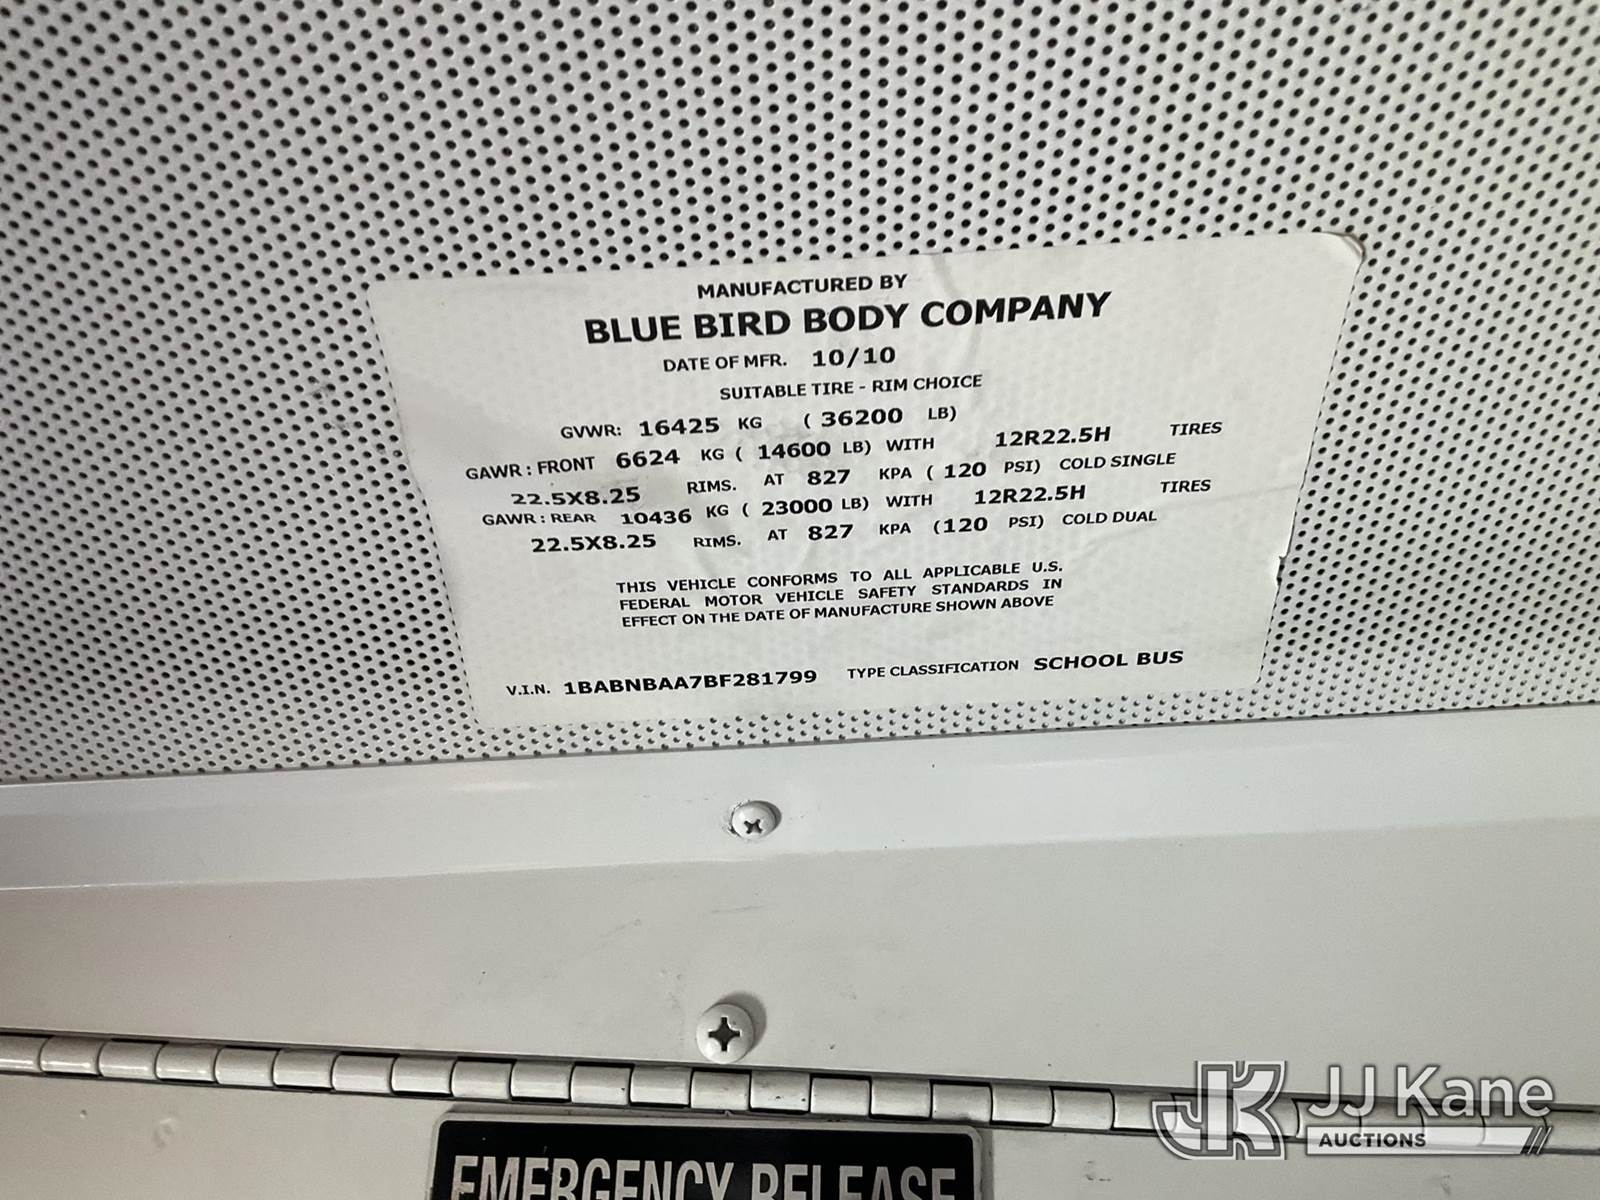 MANUFACTURED BY
BLUE BIRD BODY COMPANY
DATE OF MFR. 10/10
SUITABLE TIRE - RIM CHOICE
GVWR: 16425 KG ( 36200 LB)
GAWR : FRONT 6624 KG ( 14600 LB) WITH 12R22.5H TIRES
22.5X8.25 RIMS. AT 827 KPA ( 120 PSI) COLD SINGLE
GAWR : REAR 10436 KG ( 23000 LB) WITH 12R22.5H TIRES
22.5X8.25 RIMS. AT 827 KPA (120 PSI) COLD DUAL
THIS VEHICLE CONFORMS TO ALL APPLICABLE U.S.
FEDERAL MOTOR VEHICLE SAFETY STANDARDS IN
EFFECT ON THE DATE OF MANUFACTURE SHOWN ABOVE
V.I.N. 1BABNBAA7BF281799 TYPE CLASSIFICATION SCHOOL BUS
EMERGENCY RELEASE
JK JJ Kane
AUCTIONS